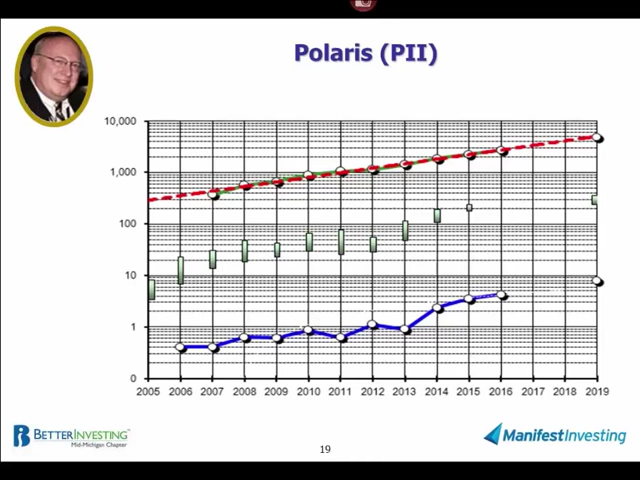 Polaris (PII)
10,000
1,000
100
10
1
0
2005 2006 2007 2008 2009 2010 2011 2012 2013 2014 2015 2016 2017 2018 2019
BETTERINVESTING™
Mid-Michigan Chapter
19
ManifestInvesting